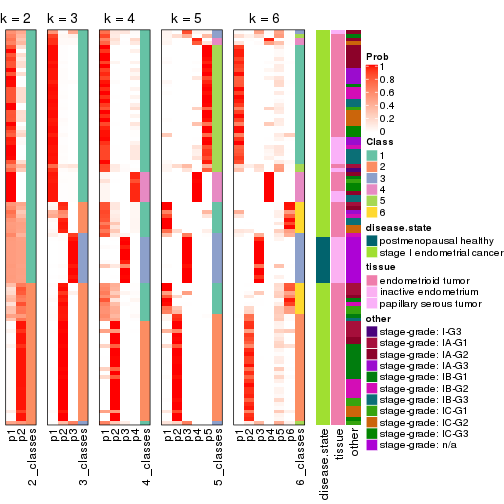 k = 2 k = 3 k = 4 k = 5 k = 6
Prob
1
0.8
0.6
0.4
0.2
0
Class
1
2
3
4
5
6
disease.state
postmenopausal healthy
stage I endometrial cancer
tissue
endometrioid tumor
inactive endometrium
papillary serous tumor
other
stage-grade: I-G3
stage-grade: IA-G1
stage-grade: IA-G2
stage-grade: IA-G3
stage-grade: IB-G1
stage-grade: IB-G2
stage-grade: IB-G3
stage-grade: IC-G1
stage-grade: IC-G2
stage-grade: IC-G3
stage-grade: n/a
p1 p2 2_classes p1 p2 p3 3_classes p1 p2 p3 p4 4_classes p1 p2 p3 p4 p5 5_classes p1 p2 p3 p4 p5 p6 6_classes disease.state tissue other